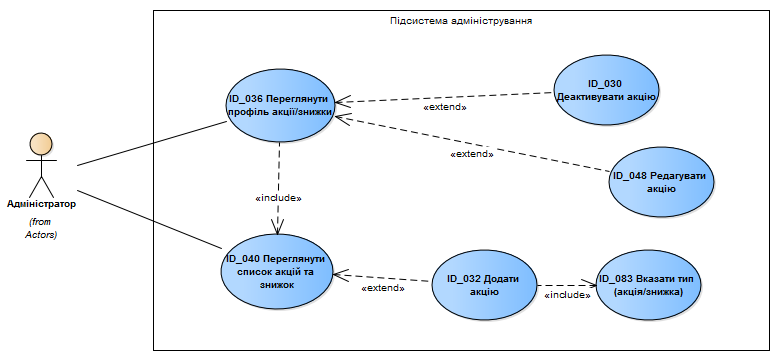 Підсистема адміністрування
ID_036 Переглянути
профіль акції/знижки
ID_030
Деактивувати акцію
«extend»
«extend»
ID_048 Редагувати
акцію
Адміністратор
(from
Actors)
«include»
ID_040 Переглянути
список акцій та
знижок
«extend»
ID_032 Додати
акцію
«include»
ID_083 Вказати тип
(акція/знижка)